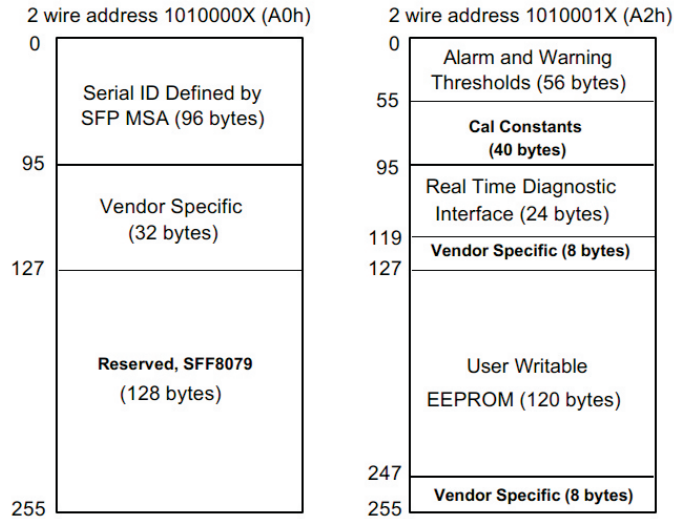 2 wire address 1010000X (A0h)
0
Serial ID Defined by
SFP MSA (96 bytes)
95
Vendor Specific
(32 bytes)
127
Reserved, SFF8079
(128 bytes)
255
2 wire address 1010001X (A2h)
0
Alarm and Warning
Thresholds (56 bytes)
55
Cal Constants
(40 bytes)
95
Real Time Diagnostic
Interface (24 bytes)
119
Vendor Specific (8 bytes)
127
User Writable
EEPROM (120 bytes)
247
Vendor Specific (8 bytes)
255